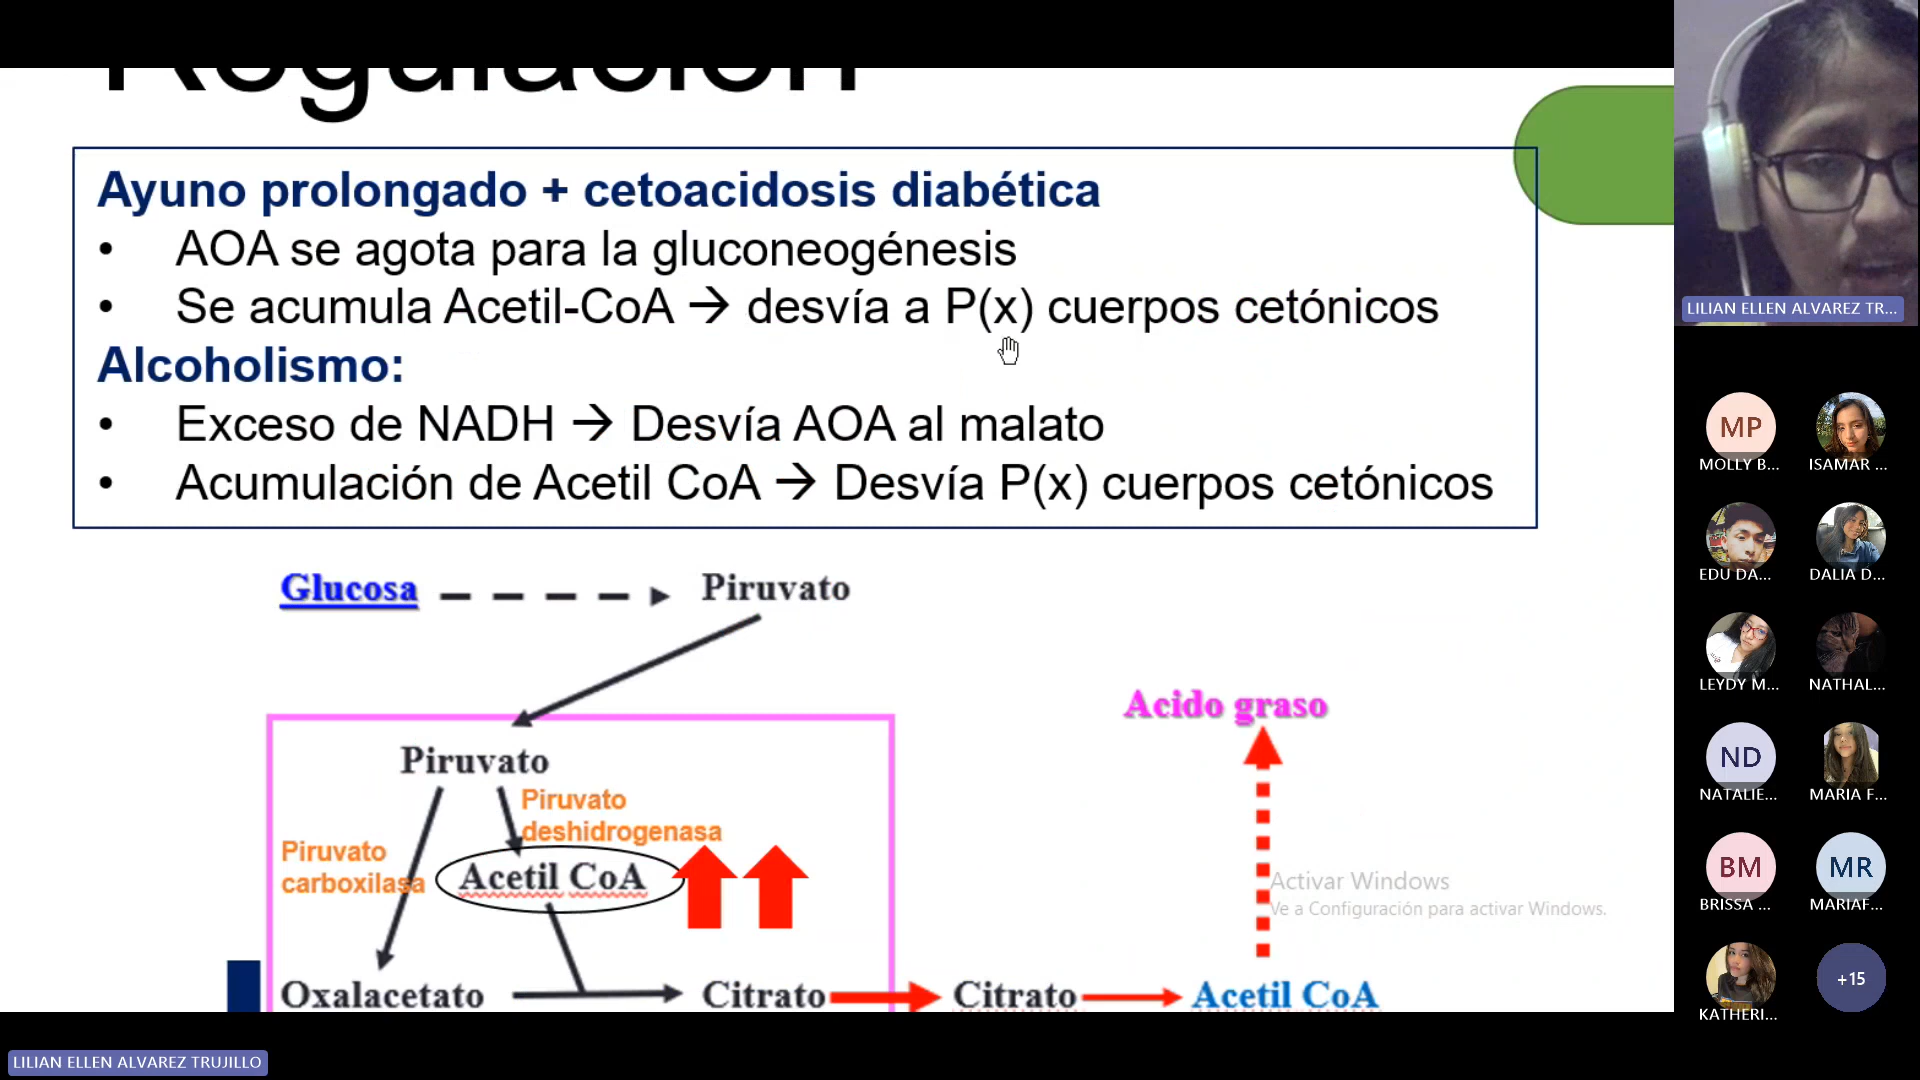 Regulación
Ayuno prolongado + cetoacidosis diabética
• AOA se agota para la gluconeogénesis
• Se acumula Acetil-CoA → desvía a P(x) cuerpos cetónicos
Alcoholismo:
• Exceso de NADH → Desvía AOA al malato
• Acumulación de Acetil CoA → Desvía P(x) cuerpos cetónicos
Glucosa
Piruvato
Acido graso
Piruvato
Piruvato
deshidrogenasa
Piruvato
carboxilasa
Acetil CoA
Oxalacetato
Citrato
Citrato
Acetil CoA
Activar Windows
Ve a Configuración para activar Windows.
LILIAN ELLEN ALVAREZ TR...
MP
MOLLY B...
ISAMAR ...
EDU DA...
DALIA D...
LEYDY M...
NATHAL...
ND
NATALIE...
MARIA F...
BM
BRISSA ...
MR
MARIAF...
KATHERI...
+15
LILIAN ELLEN ALVAREZ TRUJILLO